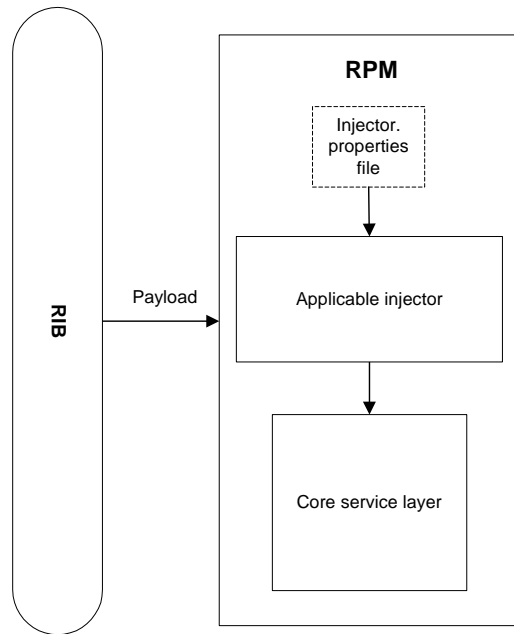 RIB
Payload
RPM
Injector.
properties
file
Applicable injector
Core service layer